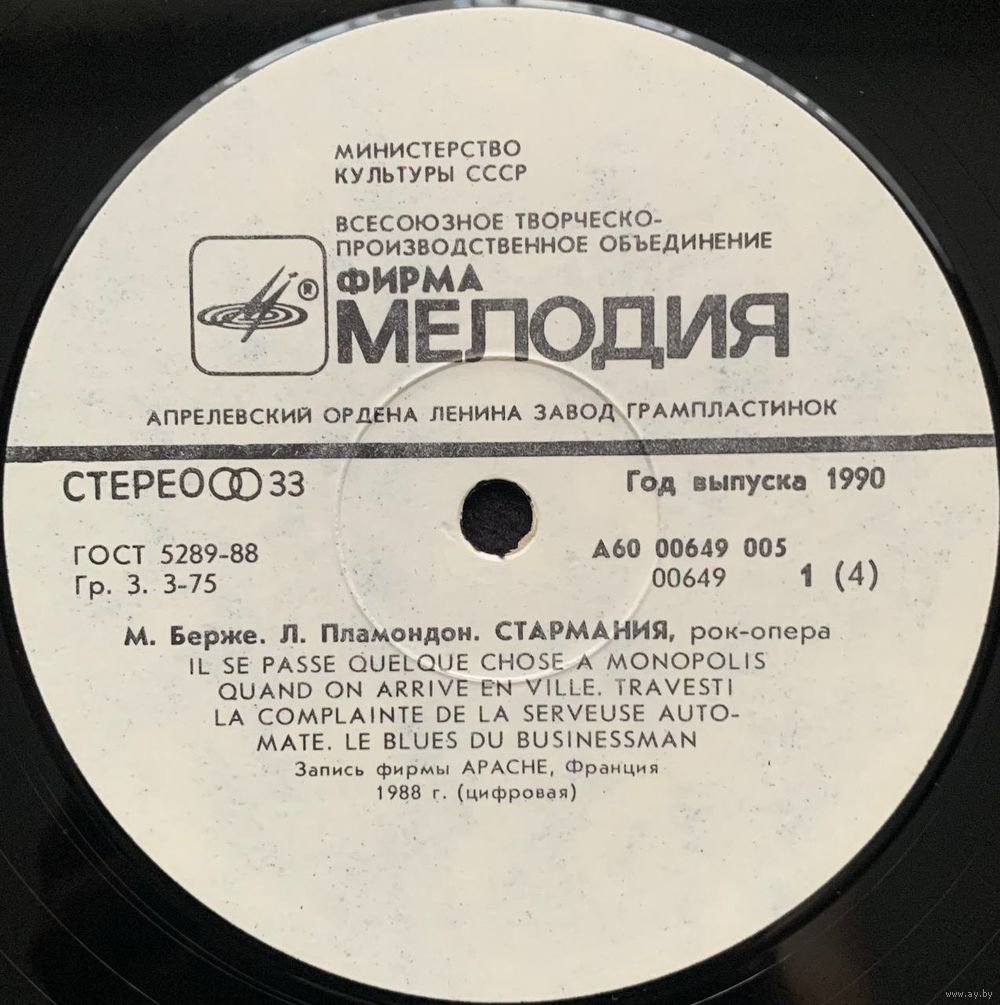 МИНИСТЕРСТВО
КУЛЬТУРЫ СССР
ВСЕСОЮЗНОЕ ТВОРЧЕСКО-
ПРОИЗВОДСТВЕННОЕ ОБЪЕДИНЕНИЕ
ФИРМА
®
МЕЛОДИЯ
АПРЕЛЕВСКИЙ ОРДЕНА ЛЕНИНА ЗАВОД ГРАМПЛАСТИНОК
СТЕРЕО 33
Год выпуска 1990
ГОСТ 5289-88
Гр. 3. 3-75
А60 00649 005
00649 1 (4)
М. Берже. Л. Пламондон. СТАРМАНИЯ, рок-опера
IL SE PASSE QUELQUE CHOSE A MONOPOLIS
QUAND ON ARRIVE EN VILLE. TRAVESTI
LA COMPLAINTE DE LA SERVEUSE AUTO-
MATE. LE BLUES DU BUSINESSMAN
Запись фирмы APACHE, Франция
1988 г. (цифровая)
www.ay.by